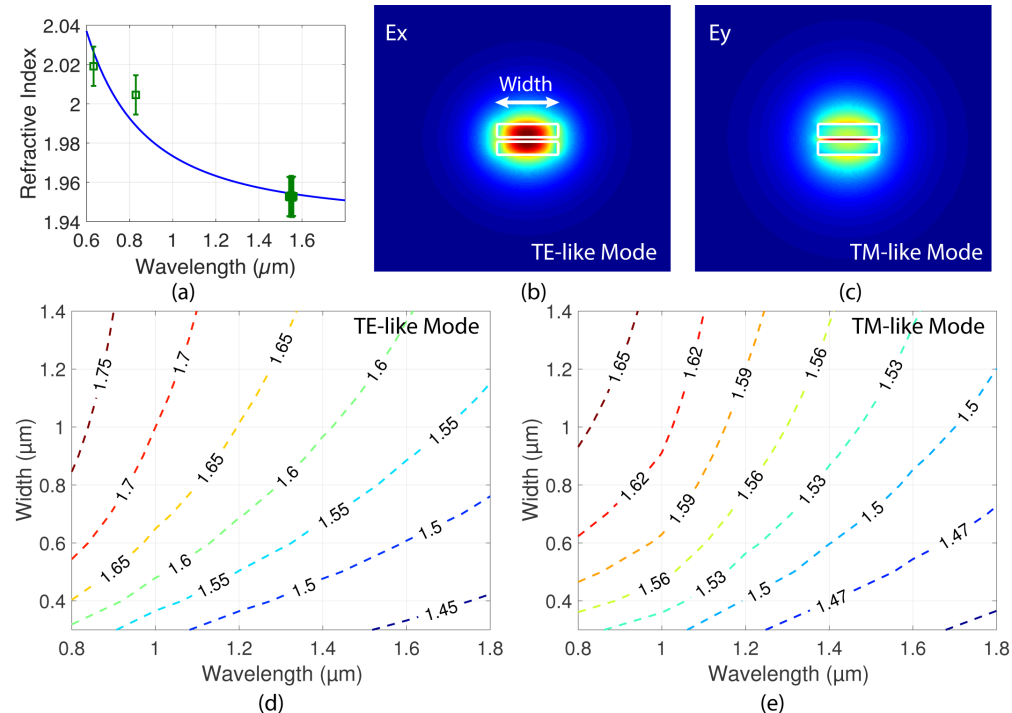 2.04
2.02
2
1.98
1.96
1.94
Refractive Index
0.6 0.8 1 1.2 1.4 1.6
Wavelength (µm)
(a)
Ex
Width
TE-like Mode
(b)
Ey
TM-like Mode
(c)
TE-like Mode
1.4
1.2
1
0.8
0.6
0.4
Width (µm)
1.75
1.7
1.65
1.6
1.7
1.65
1.6
1.55
1.65
1.6
1.55
1.5
1.55
1.5
1.45
0.8 1 1.2 1.4 1.6 1.8
Wavelength (µm)
(d)
TM-like Mode
1.4
1.2
1
0.8
0.6
0.4
Width (µm)
1.65
1.62
1.59
1.56
1.53
1.5
1.62
1.59
1.56
1.53
1.5
1.47
1.56
1.53
1.5
1.47
0.8 1 1.2 1.4 1.6 1.8
Wavelength (µm)
(e)